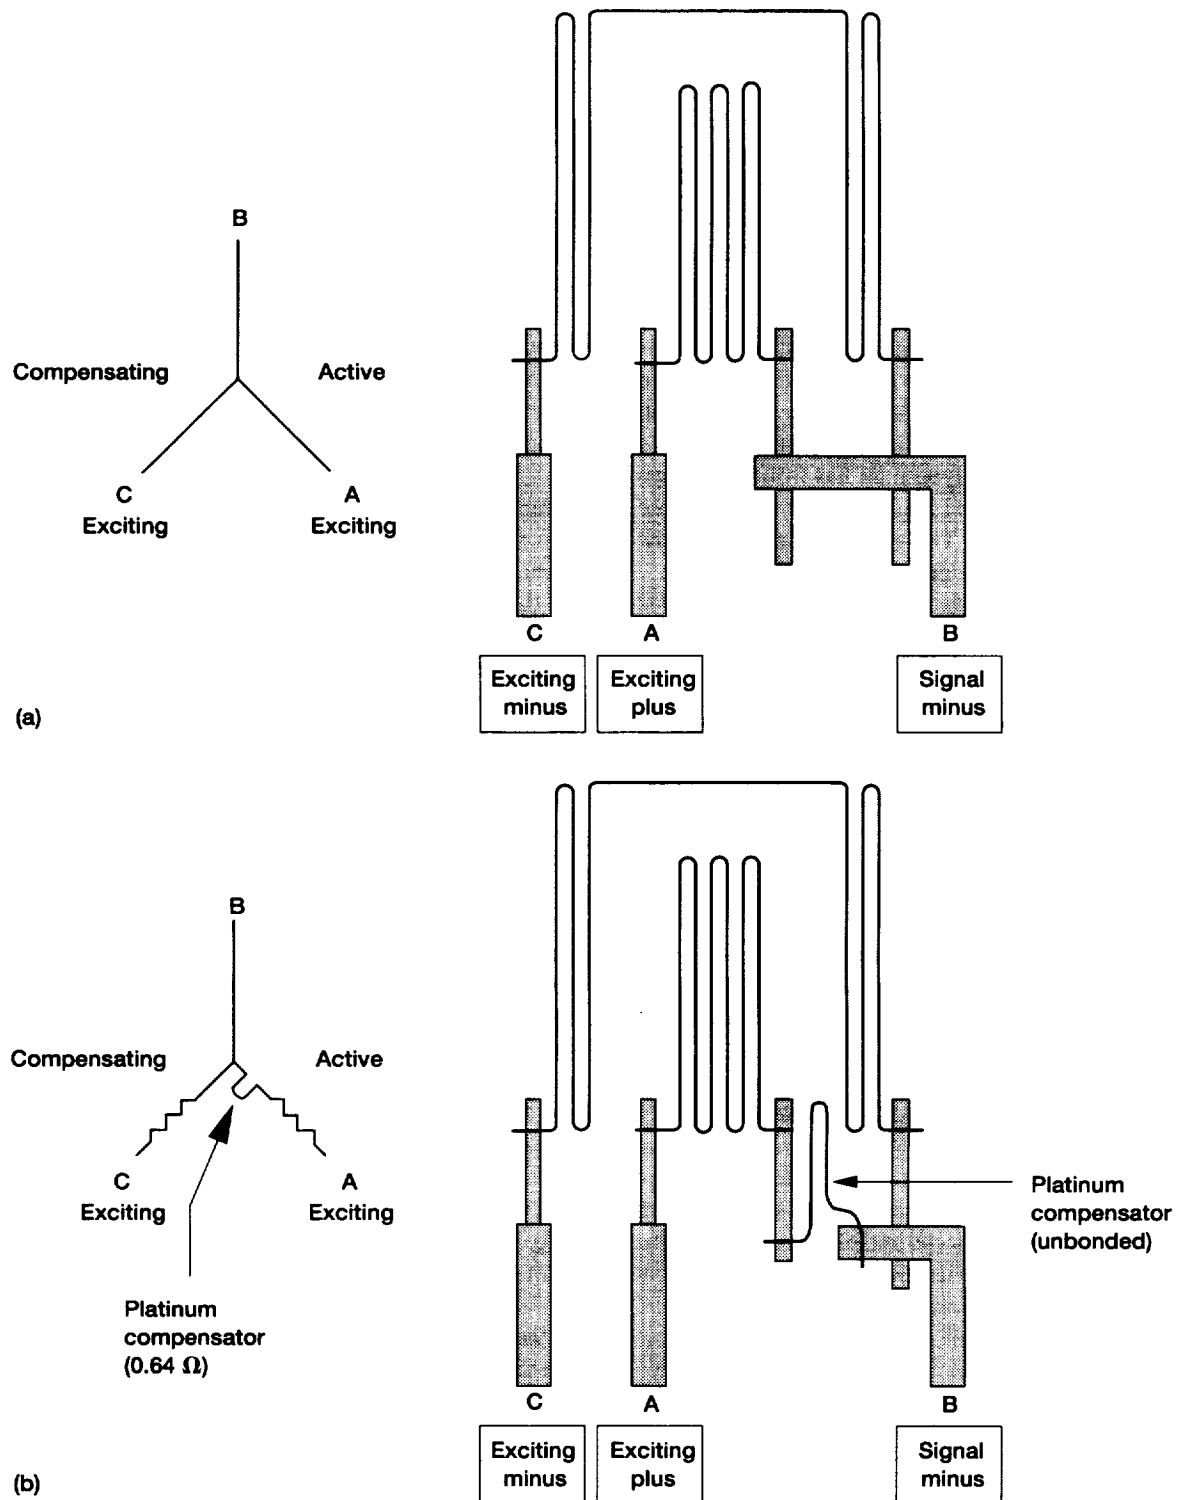 B
Compensating
Active
C
Exciting
A
Exciting
C
A
B
Exciting
minus
Exciting
plus
Signal
minus
(a)
B
Compensating
Active
C
Exciting
A
Exciting
Platinum
compensator
(0.64 Ω)
Platinum
compensator
(unbonded)
C
A
B
Exciting
minus
Exciting
plus
Signal
minus
(b)